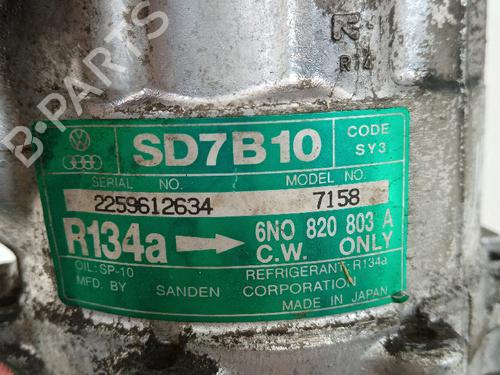 B-PARTS
R14
SD7B10
CODE
SY3
SERIAL NO.
MODEL NO.
2259612634
7158
R134a
6N0 820 803 A
C.W. ONLY
OIL:SP-10
REFRIGERANT:R134a
MFD. BY SANDEN CORPORATION
MADE IN JAPAN